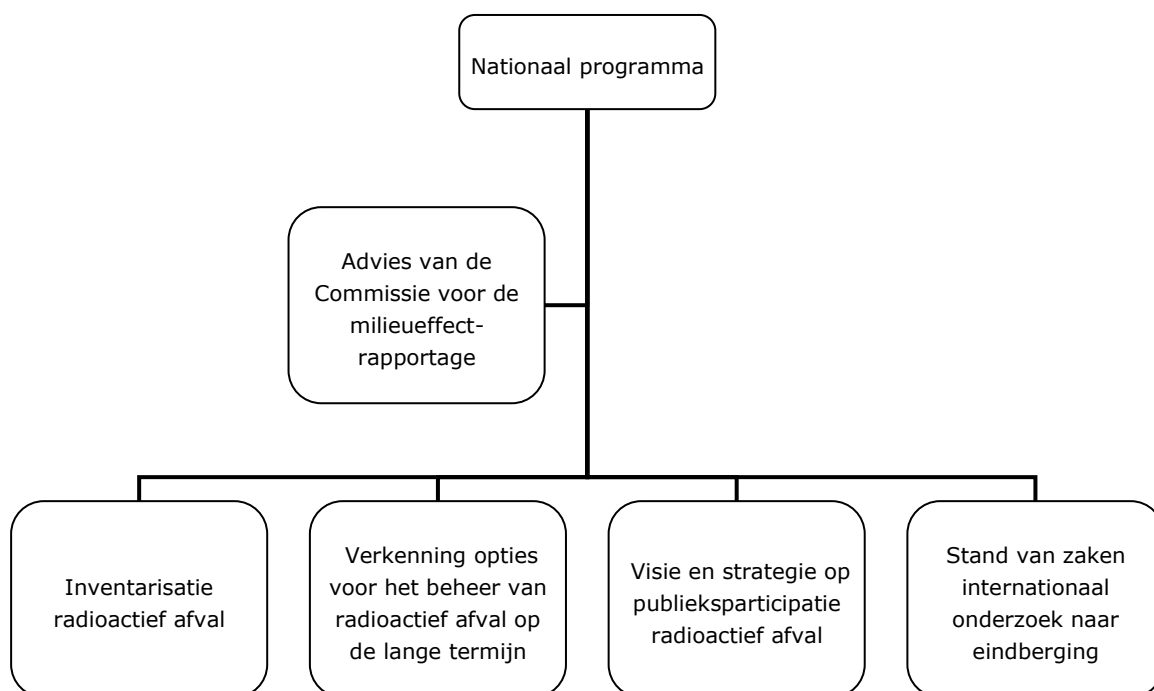 Nationaal programma
Advies van de
Commissie voor de
milieueffect-
rapportage
Inventarisatie
radioactief afval
Verkenning opties
voor het beheer van
radioactief afval op
de lange termijn
Visie en strategie op
publieksparticipatie
radioactief afval
Stand van zaken
internationaal
onderzoek naar
eindberging